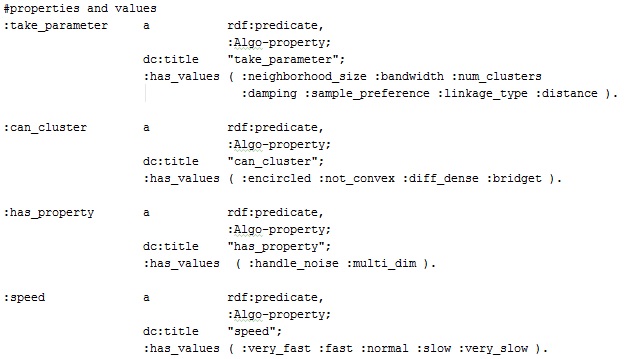 #properties and values
:take_parameter a rdf:predicate,
:Algo-property;
dc:title "take_parameter";
:has_values ( :neighborhood_size :bandwidth :num_clusters
:damping :sample_preference :linkage_type :distance ).
:can_cluster a rdf:predicate,
:Algo-property;
dc:title "can_cluster";
:has_values ( :encircled :not_convex :diff_dense :bridget ).
:has_property a rdf:predicate,
:Algo-property;
dc:title "has_property";
:has_values ( :handle_noise :multi_dim ).
:speed a rdf:predicate,
:Algo-property;
dc:title "speed";
:has_values ( :very_fast :fast :normal :slow :very_slow ).